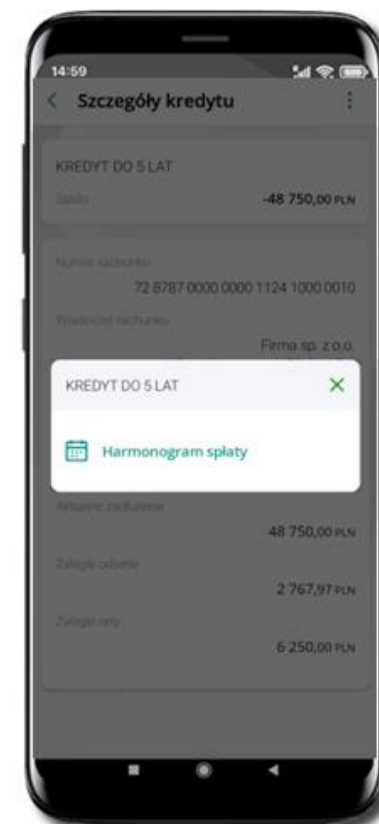 14:59
Szczegóły kredytu
KREDYT DO 5 LAT
Saldo
-48 750,00 PLN
Numer rachunku
72 8787 0000 0000 1124 1000 0010
Właściciel rachunku
Firma sp. z o.o.
KREDYT DO 5 LAT
Harmonogram spłaty
Aktualne zadłużenie
48 750,00 PLN
Zaległe odsetki
2 767,97 PLN
Zaległe raty
6 250,00 PLN